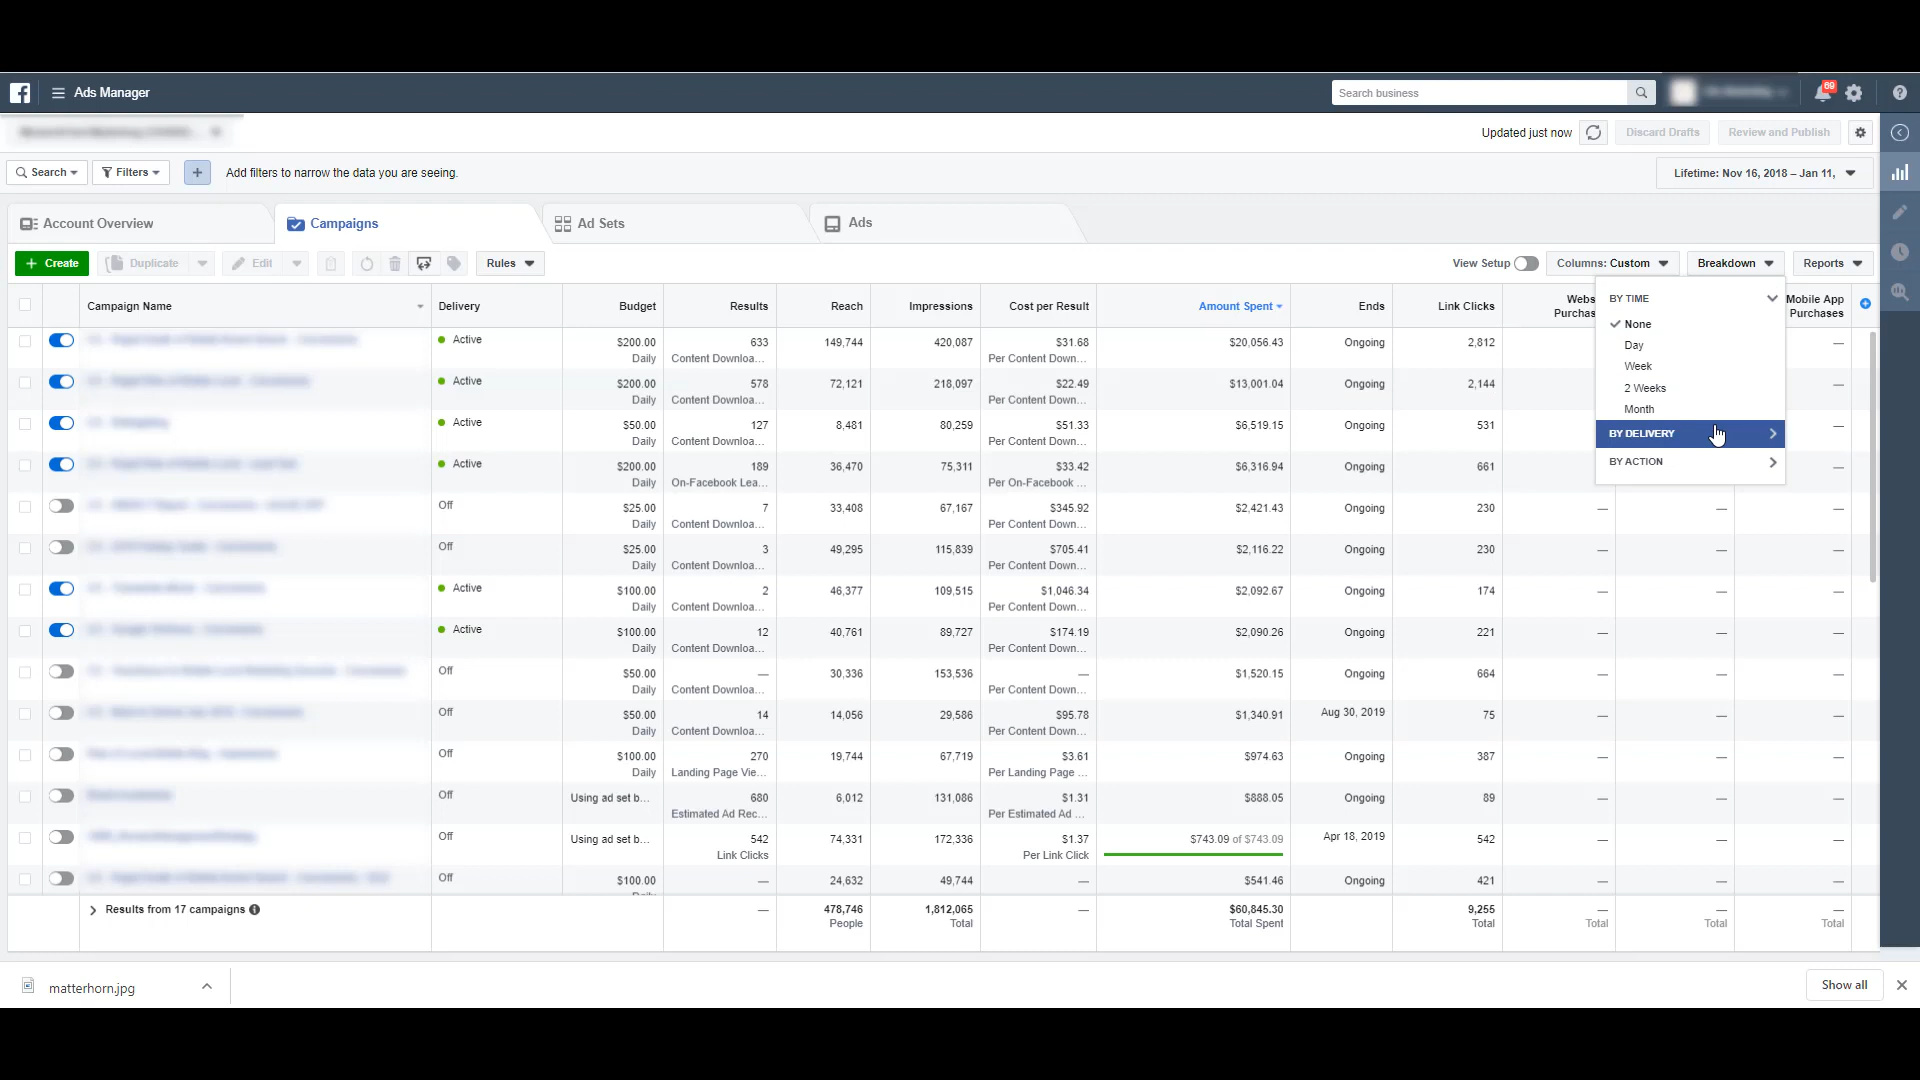 Ads Manager
Search business
69
Updated just now
Discard Drafts
Review and Publish
Search
Filters
+
Add filters to narrow the data you are seeing.
Lifetime: Nov 16, 2018 – Jan 11,
Account Overview
Campaigns
Ad Sets
Ads
+ Create
Duplicate
Edit
Rules
View Setup
Columns: Custom
Breakdown
Reports
Campaign Name Delivery Budget Results Reach Impressions Cost per Result Amount Spent Ends Link Clicks
Mobile App
Purchases
BY TIME
None
Day
Week
2 Weeks
Month
BY DELIVERY
BY ACTION
Active $200.00 633 149,744 420,087 $31.68 $20,056.43 Ongoing 2,812 —
Daily Content Downloa... Per Content Down...
Active $200.00 578 72,121 218,097 $22.49 $13,001.04 Ongoing 2,144 —
Daily Content Downloa... Per Content Down...
Active $50.00 127 8,481 80,259 $51.33 $6,519.15 Ongoing 531 —
Daily Content Downloa... Per Content Down...
Active $200.00 189 36,470 75,311 $33.42 $6,316.94 Ongoing 661 —
Daily On-Facebook Lea... Per On-Facebook ...
Off $25.00 7 33,408 67,167 $345.92 $2,421.43 Ongoing 230 — — —
Daily Content Downloa... Per Content Down...
Off $25.00 3 49,295 115,839 $705.41 $2,116.22 Ongoing 230 — — —
Daily Content Downloa... Per Content Down...
Active $100.00 2 46,377 109,515 $1,046.34 $2,092.67 Ongoing 174 — — —
Daily Content Downloa... Per Content Down...
Active $100.00 12 40,761 89,727 $174.19 $2,090.26 Ongoing 221 — — —
Daily Content Downloa... Per Content Down...
Off $50.00 — 30,336 153,536 — $1,520.15 Ongoing 664 — — —
Daily Content Downloa... Per Content Down...
Off $50.00 14 14,056 29,586 $95.78 $1,340.91 Aug 30, 2019 75 — — —
Daily Content Downloa... Per Content Down...
Off $100.00 270 19,744 67,719 $3.61 $974.63 Ongoing 387 — — —
Daily Landing Page Vie... Per Landing Page ...
Off Using ad set b... 680 6,012 131,086 $1.31 $888.05 Ongoing 89 — — —
Estimated Ad Rec... Per Estimated Ad ...
Off Using ad set b... 542 74,331 172,336 $1.37 $743.09 of $743.09 Apr 18, 2019 542 — — —
Link Clicks Per Link Click
Off $100.00 — 24,632 49,744 — $541.46 Ongoing 421 — — —
Results from 17 campaigns — 478,746 1,812,065 — $60,845.30 9,255 — — —
People Total Total Spent Total Total Total Total
matterhorn.jpg
Show all